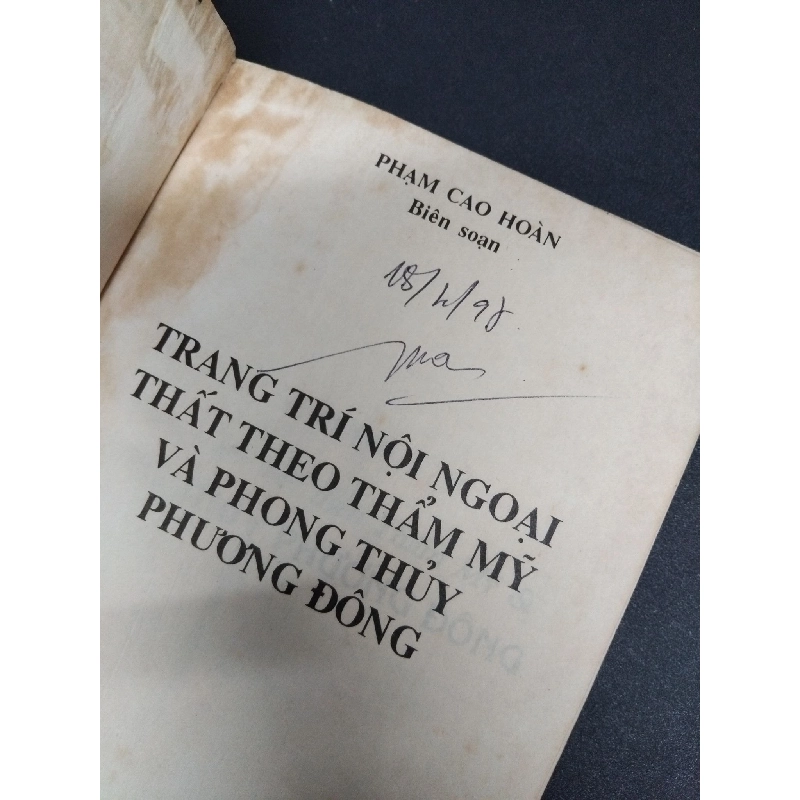 PHẠM CAO HOÀN
Biên soạn
18/4/98
TRANG TRÍ NỘI NGOẠI
THẤT THEO THẨM MỸ
VÀ PHONG THỦY
PHƯƠNG ĐÔNG